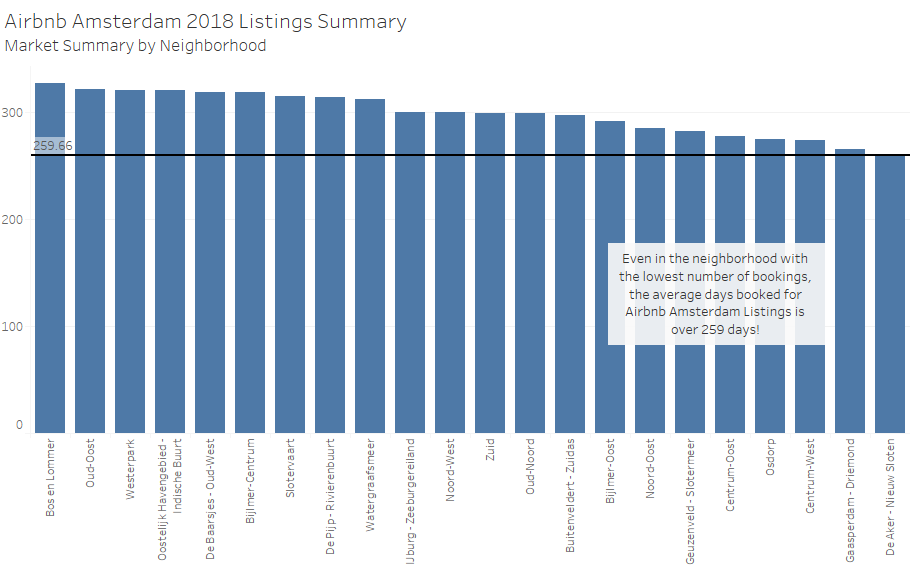 Airbnb Amsterdam 2018 Listings Summary
Market Summary by Neighborhood
300
259.66
200
100
0
Even in the neighborhood with
the lowest number of bookings,
the average days booked for
Airbnb Amsterdam Listings is
over 259 days!
Bos en Lommer
Oud-Oost
Westerpark
Oostelijk Havengebied -
Indische Buurt
De Baarsjes - Oud-West
Bijlmer-Centrum
Slotervaart
De Pijp - Rivierenbuurt
Watergraafsmeer
IJburg - Zeeburgereiland
Noord-West
Zuid
Oud-Noord
Buitenveldert - Zuidas
Bijlmer-Oost
Noord-Oost
Geuzenveld - Slotermeer
Centrum-Oost
Osdorp
Centrum-West
Gaasperdam - Driemond
De Aker - Nieuw Sloten